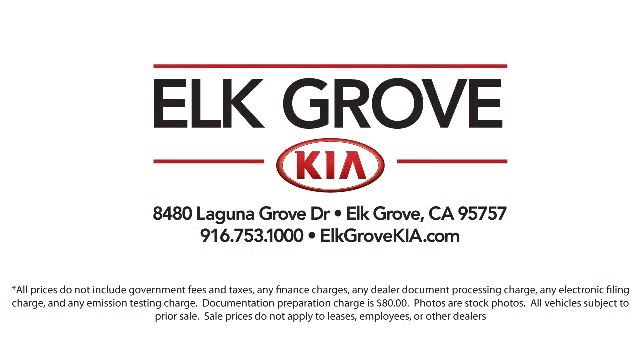 ELK GROVE
KIA
8480 Laguna Grove Dr • Elk Grove, CA 95757
916.753.1000 • ElkGroveKIA.com
*All prices do not include government fees and taxes, any finance charges, any dealer document processing charge, any electronic filing
charge, and any emission testing charge. Documentation preparation charge is $80.00. Photos are stock photos. All vehicles subject to
prior sale. Sale prices do not apply to leases, employees, or other dealers